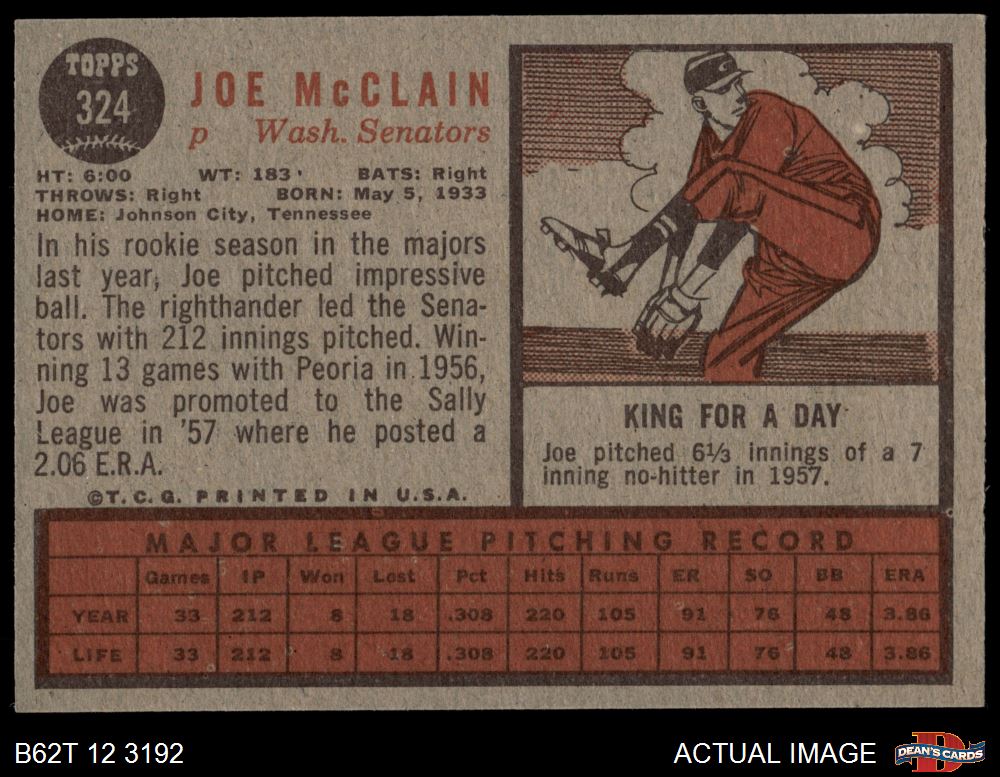 TOPPS
324
JOE McCLAIN
p Wash. Senators
HT: 6:00 WT: 183 BATS: Right
THROWS: Right BORN: May 5, 1933
HOME: Johnson City, Tennessee
In his rookie season in the majors
last year, Joe pitched impressive
ball. The righthander led the Sena-
tors with 212 innings pitched. Win-
ning 13 games with Peoria in 1956,
Joe was promoted to the Sally
League in '57 where he posted a
2.06 E.R.A.
©T.C.G. PRINTED IN U.S.A.
KING FOR A DAY
Joe pitched 6⅓ innings of a 7
inning no-hitter in 1957.
MAJOR LEAGUE PITCHING RECORD
Games IP Won Lost Pct Hits Runs ER SO BB ERA
YEAR 33 212 8 18 .308 220 105 91 76 48 3.86
LIFE 33 212 8 18 .308 220 105 91 76 48 3.86
B62T 12 3192
ACTUAL IMAGE
D
DEAN'S CARDS